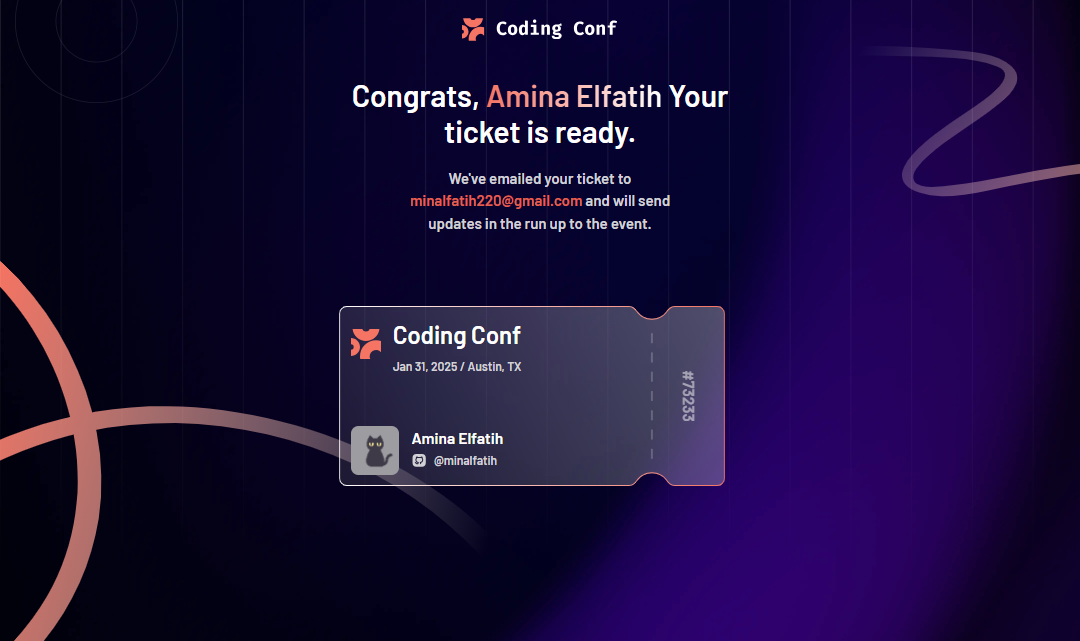 Coding Conf
Congrats, Amina Elfatih Your
ticket is ready.
We've emailed your ticket to
minalfatih220@gmail.com and will send
updates in the run up to the event.
Coding Conf
Jan 31, 2025 / Austin, TX
#73233
Amina Elfatih
@minalfatih